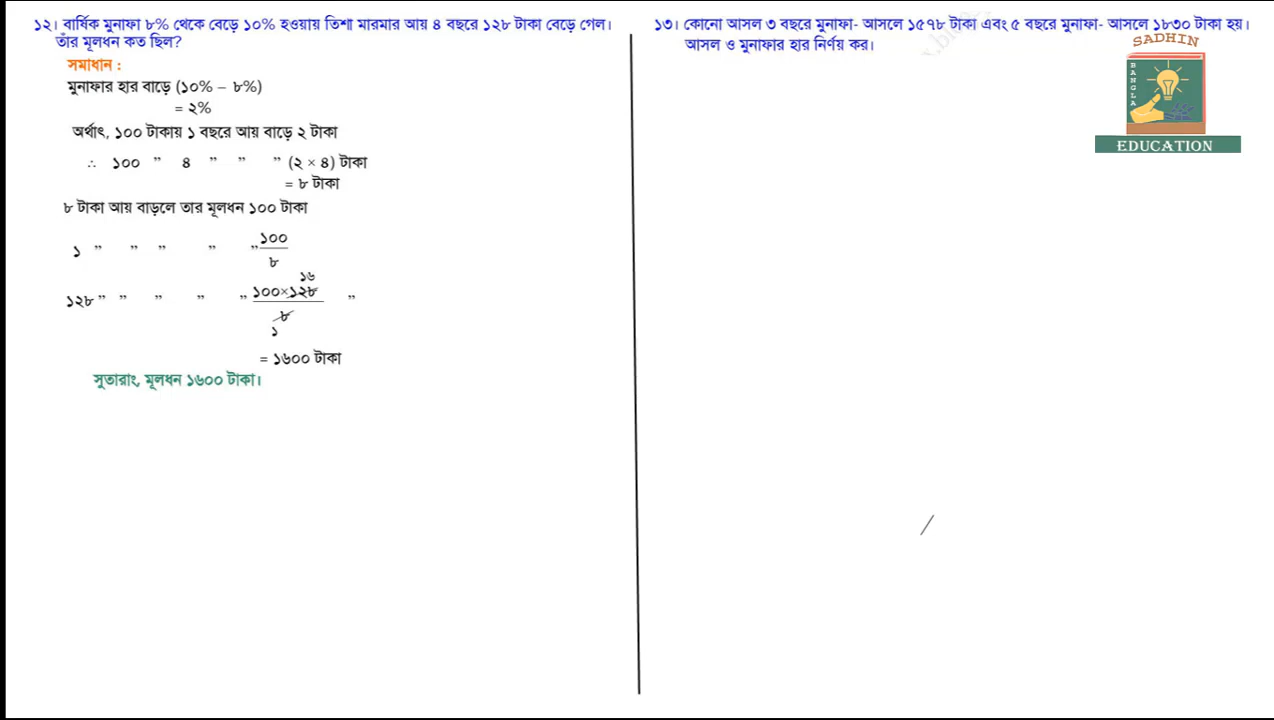 ১২। বার্ষিক মুনাফা ৮% থেকে বেড়ে ১০% হওয়ায় তিশা মারমার আয় ৪ বছরে ১২৮ টাকা বেড়ে গেল।
তাঁর মূলধন কত ছিল?
সমাধান :
মুনাফার হার বাড়ে (১০% – ৮%)
= ২%
অর্থাৎ, ১০০ টাকায় ১ বছরে আয় বাড়ে ২ টাকা
∴ ১০০ ” ৪ ” ” ” (২ × ৪) টাকা
= ৮ টাকা
৮ টাকা আয় বাড়লে তার মূলধন ১০০ টাকা
১০০
১ ” ” ” ” ”
৮
১৬
১০০×১২৮
১২৮ ” ” ” ” ” ”
৮
১
= ১৬০০ টাকা
সুতারাং, মূলধন ১৬০০ টাকা।
১৩। কোনো আসল ৩ বছরে মুনাফা- আসলে ১৫৭৮ টাকা এবং ৫ বছরে মুনাফা- আসলে ১৮৩০ টাকা হয়।
আসল ও মুনাফার হার নির্ণয় কর।
SADHIN
BANGLA
EDUCATION